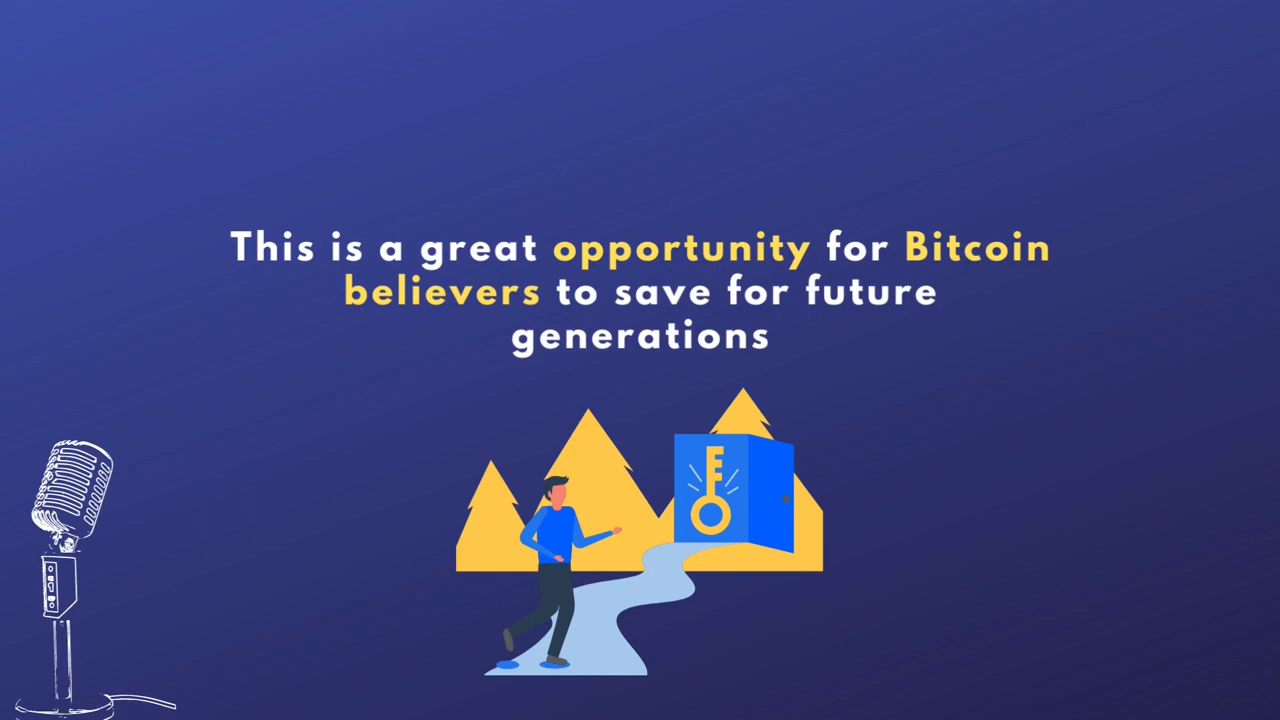 This is a great opportunity for Bitcoin
believers to save for future
generations